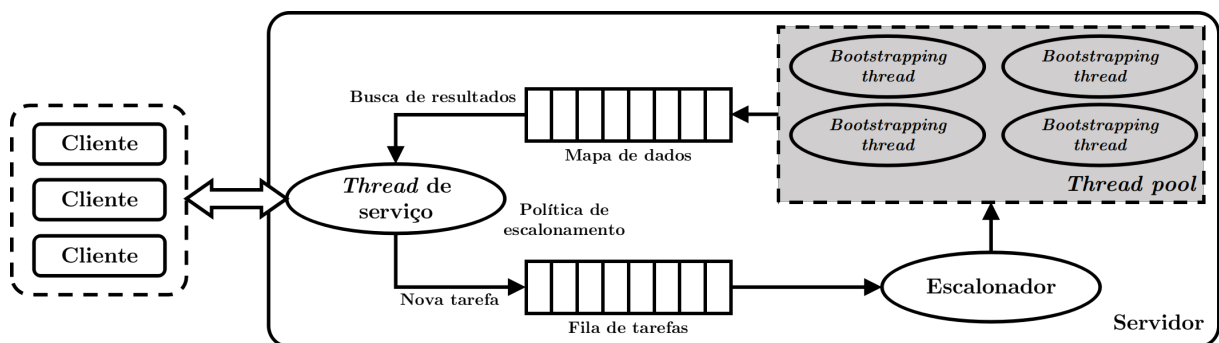 Cliente
Cliente
Cliente
Thread de
serviço
Busca de resultados
Mapa de dados
Política de
escalonamento
Nova tarefa
Fila de tarefas
Bootstrapping
thread
Bootstrapping
thread
Bootstrapping
thread
Bootstrapping
thread
Thread pool
Escalonador
Servidor